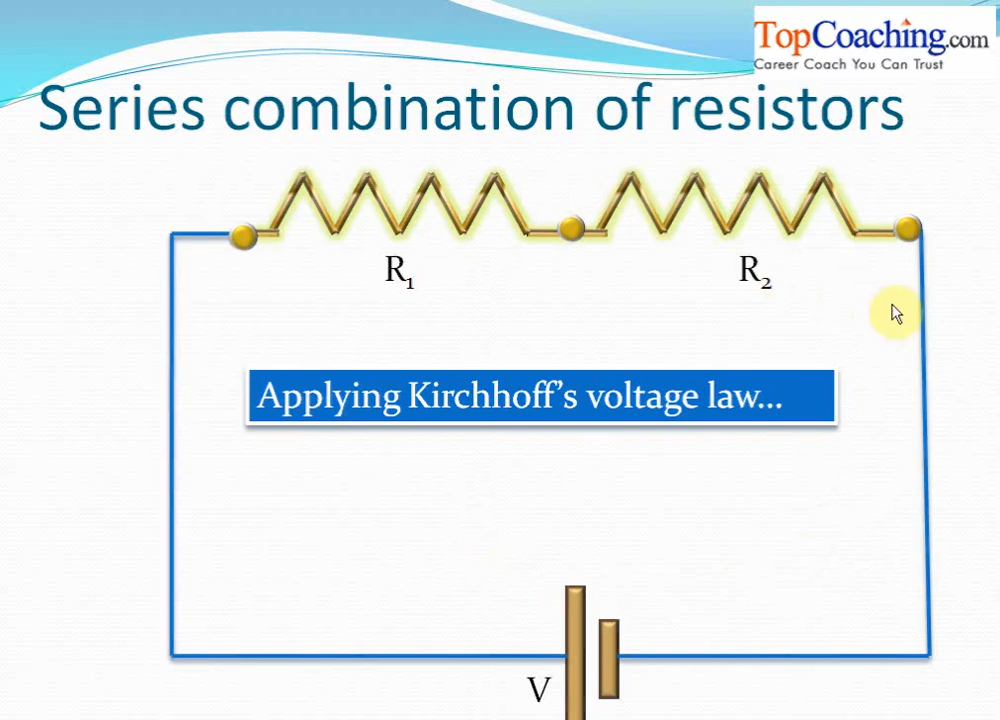 TopCoaching.com
Career Coach You Can Trust
Series combination of resistors
R₁ R₂
Applying Kirchhoff’s voltage law...
V